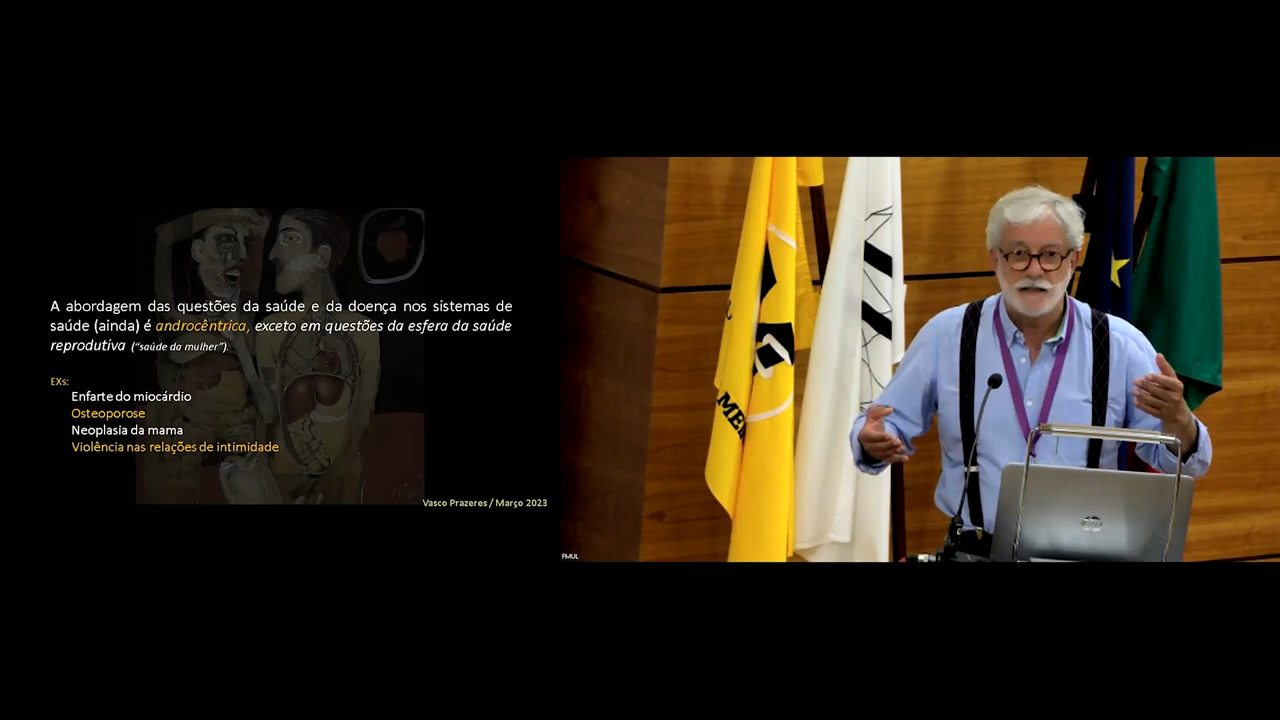 A abordagem das questões da saúde e da doença nos sistemas de
saúde (ainda) é androcêntrica, exceto em questões da esfera da saúde
reprodutiva (“saúde da mulher”).
EXs:
Enfarte do miocárdio
Osteoporose
Neoplasia da mama
Violência nas relações de intimidade
Vasco Prazeres / Março 2023
FMUL
hp